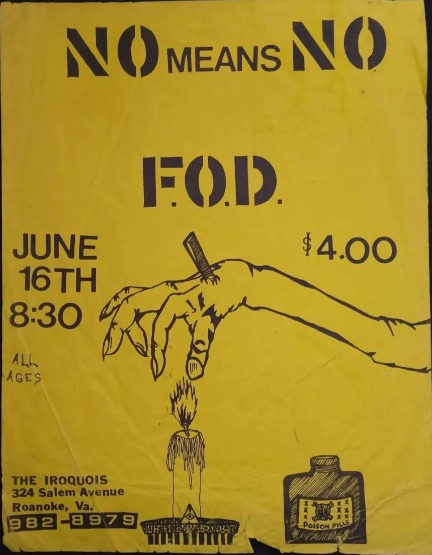 NO MEANS NO
F.O.D.
JUNE
16TH
8:30
$4.00
ALL
AGES
THE IROQUOIS
324 Salem Avenue
Roanoke, Va.
982-8979
POISON PILLS